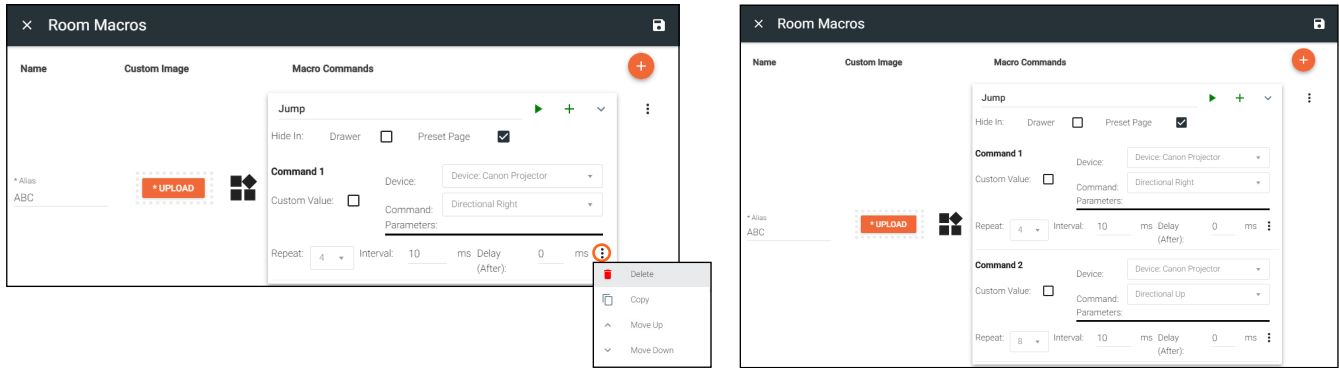 × Room Macros
Name Custom Image Macro Commands
Jump
Hide In: Drawer Preset Page
Command 1
Device: Device: Canon Projector
Custom Value:
Command: Directional Right
Parameters:
* Alias
ABC
* UPLOAD
Repeat: 4 Interval: 10 ms Delay (After): 0 ms
Delete
Copy
Move Up
Move Down
× Room Macros
Name Custom Image Macro Commands
Jump
Hide In: Drawer Preset Page
Command 1
Device: Device: Canon Projector
Custom Value:
Command: Directional Right
Parameters:
* Alias
ABC
* UPLOAD
Repeat: 4 Interval: 10 ms Delay (After): 0 ms
Command 2
Device: Device: Canon Projector
Custom Value:
Command: Directional Up
Parameters:
Repeat: 8 Interval: 10 ms Delay (After): 0 ms